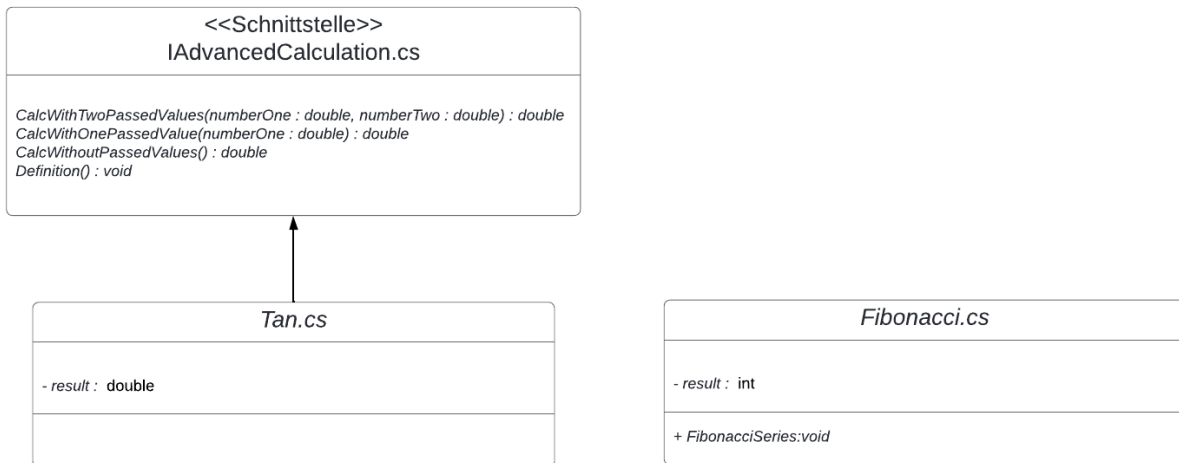 <<Schnittstelle>>
IAdvancedCalculation.cs
CalcWithTwoPassedValues(numberOne : double, numberTwo : double) : double
CalcWithOnePassedValue(numberOne : double) : double
CalcWithoutPassedValues() : double
Definition() : void
Tan.cs
- result : double
Fibonacci.cs
- result : int
+ FibonacciSeries:void